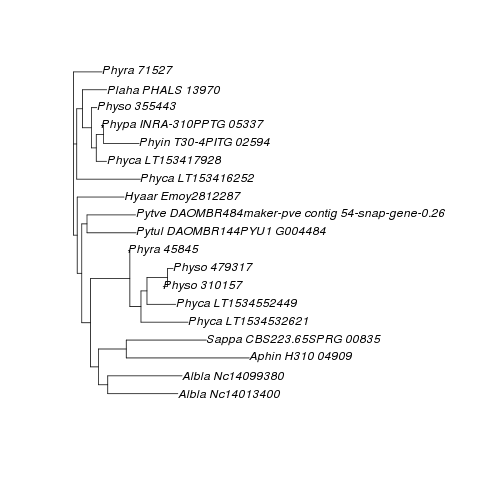 Phyra 71527
Plaha PHALS 13970
Physo 355443
Phypa INRA-310PPTG 05337
Phyin T30-4PITG 02594
Phyca LT153417928
Phyca LT153416252
Hyaar Emoy2812287
Pytve DAOMBR484maker-pve contig 54-snap-gene-0.26
Pytul DAOMBR144PYU1 G004484
Phyra 45845
Physo 479317
Physo 310157
Phyca LT1534552449
Phyca LT1534532621
Sappa CBS223.65SPRG 00835
Aphin H310 04909
Albla Nc14099380
Albla Nc14013400